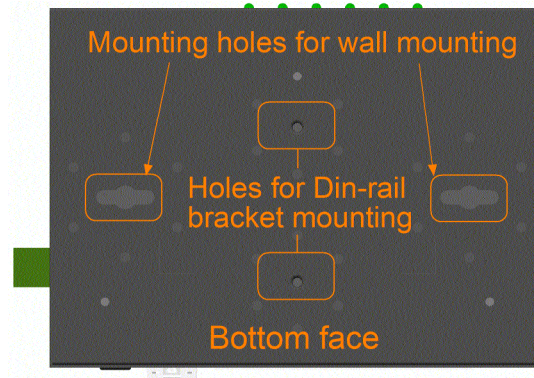 Mounting holes for wall mounting
Holes for Din-rail
bracket mounting
Bottom face